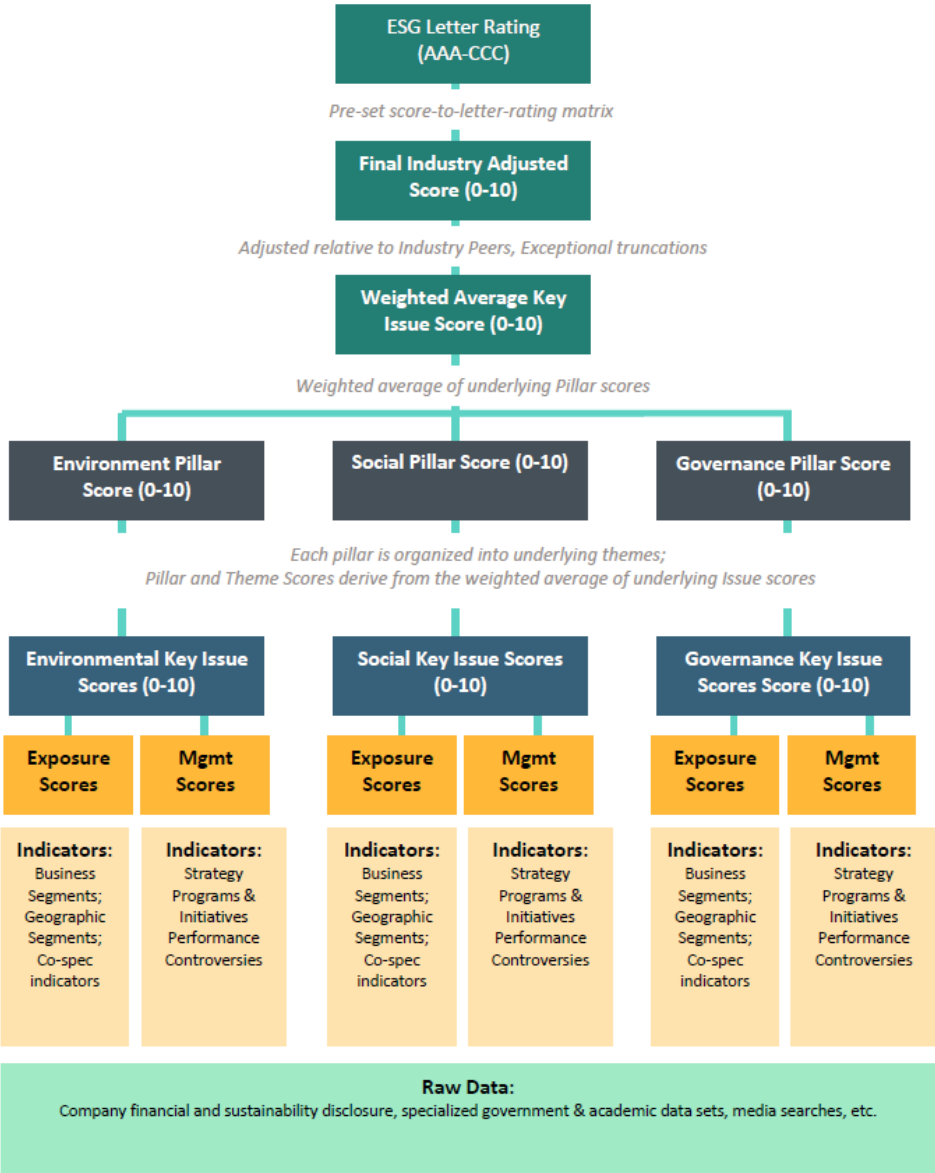 ESG Letter Rating
(AAA-CCC)
Pre-set score-to-letter-rating matrix
Final Industry Adjusted
Score (0-10)
Adjusted relative to Industry Peers, Exceptional truncations
Weighted Average Key
Issue Score (0-10)
Weighted average of underlying Pillar scores
Environment Pillar
Score (0-10)
Social Pillar Score (0-10)
Governance Pillar Score
(0-10)
Each pillar is organized into underlying themes;
Pillar and Theme Scores derive from the weighted average of underlying Issue scores
Environmental Key Issue
Scores (0-10)
Social Key Issue Scores
(0-10)
Governance Key Issue
Scores Score (0-10)
Exposure
Scores
Mgmt
Scores
Exposure
Scores
Mgmt
Scores
Exposure
Scores
Mgmt
Scores
Indicators:
Business
Segments;
Geographic
Segments;
Co-spec
indicators
Indicators:
Strategy
Programs &
Initiatives
Performance
Controversies
Indicators:
Business
Segments;
Geographic
Segments;
Co-spec
indicators
Indicators:
Strategy
Programs &
Initiatives
Performance
Controversies
Indicators:
Business
Segments;
Geographic
Segments;
Co-spec
indicators
Indicators:
Strategy
Programs &
Initiatives
Performance
Controversies
Raw Data:
Company financial and sustainability disclosure, specialized government & academic data sets, media searches, etc.